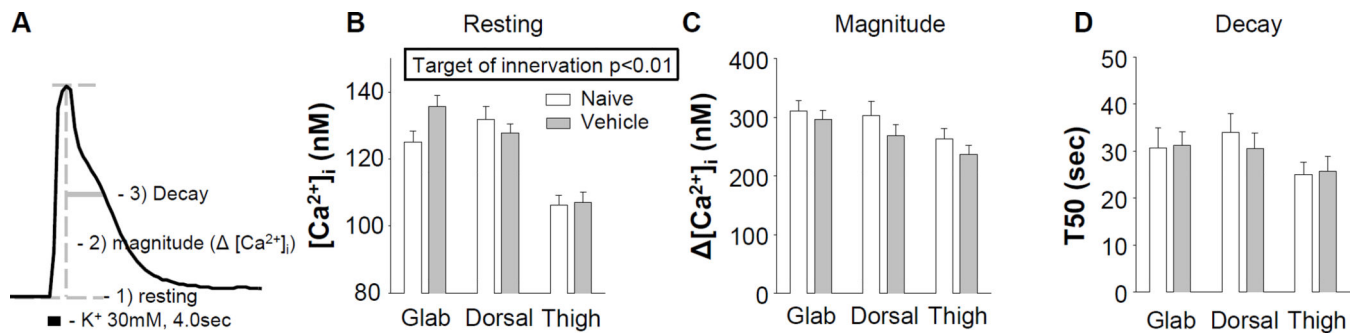 A
- 3) Decay
- 2) magnitude (Δ [Ca²⁺]ᵢ)
- 1) resting
- K⁺ 30mM, 4.0sec
B
Resting
Target of innervation p<0.01
Naive
Vehicle
[Ca²⁺]ᵢ (nM)
140
120
100
80
Glab Dorsal Thigh
C
Magnitude
Δ[Ca²⁺]ᵢ (nM)
400
300
200
100
0
Glab Dorsal Thigh
D
Decay
T50 (sec)
50
40
30
20
10
0
Glab Dorsal Thigh